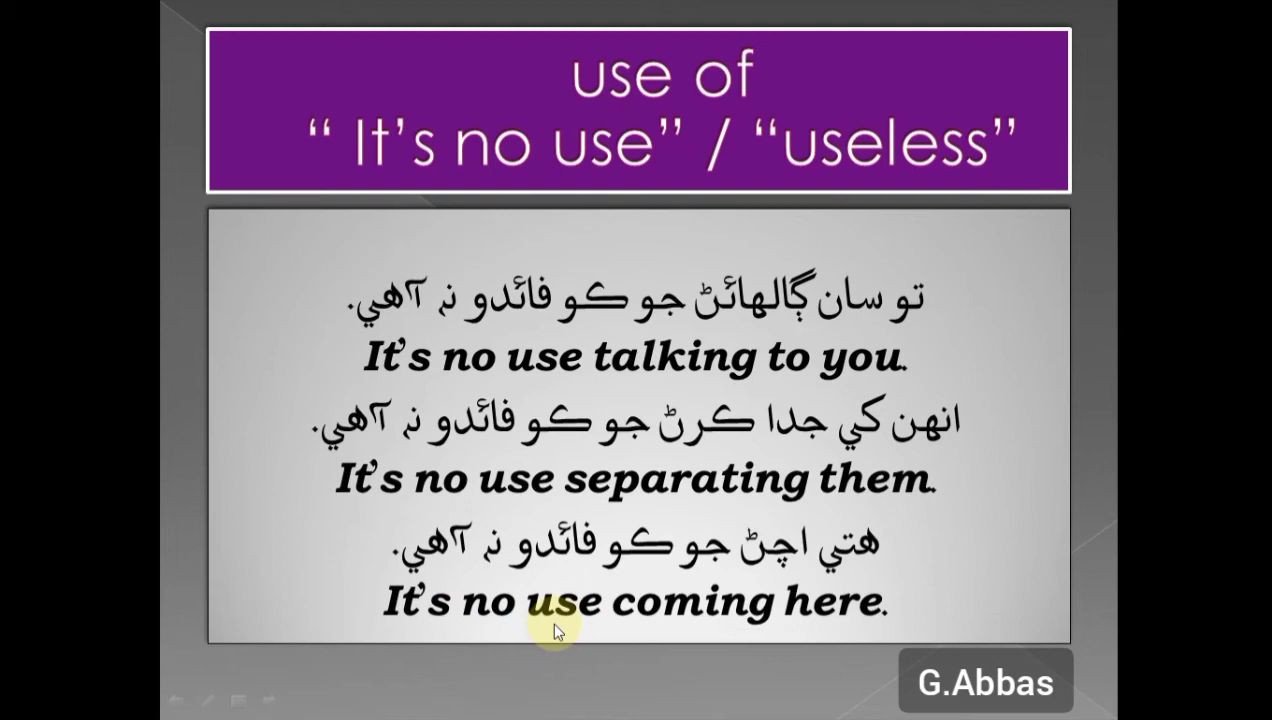 use of
“ It’s no use” / “useless”
تو سان ڳالهائڻ جو ڪو فائدو نہ آهي.
It’s no use talking to you.
انهن کي جدا ڪرڻ جو ڪو فائدو نہ آهي.
It’s no use separating them.
هتي اچڻ جو ڪو فائدو نہ آهي.
It’s no use coming here.
G.Abbas